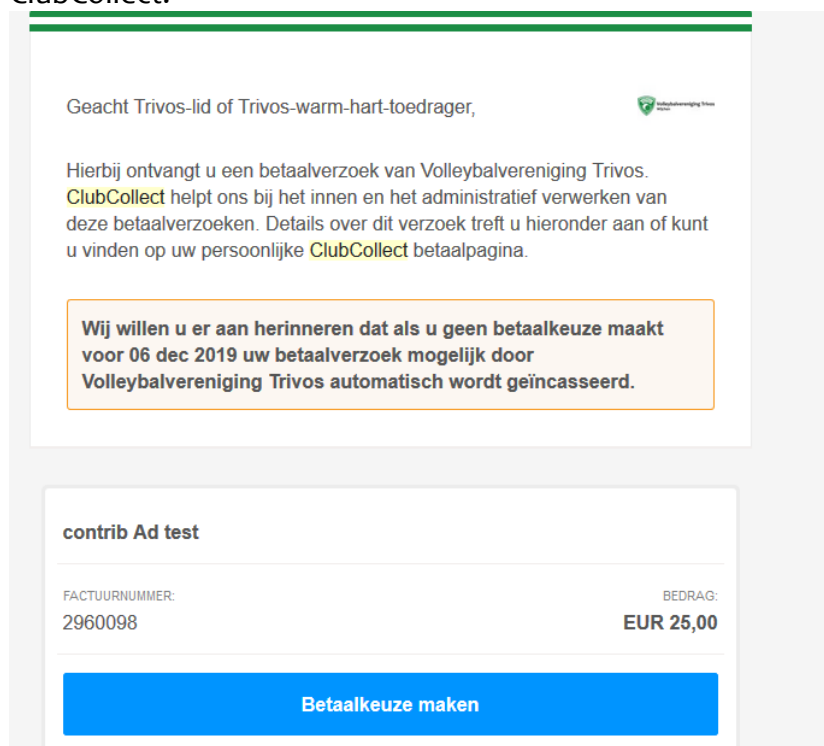 ClubCollect.
Geacht Trivos-lid of Trivos-warm-hart-toedrager,
Volleybalvereniging Trivos
Hierbij ontvangt u een betaalverzoek van Volleybalvereniging Trivos.
ClubCollect helpt ons bij het innen en het administratief verwerken van
deze betaalverzoeken. Details over dit verzoek treft u hieronder aan of kunt
u vinden op uw persoonlijke ClubCollect betaalpagina.
Wij willen u er aan herinneren dat als u geen betaalkeuze maakt
voor 06 dec 2019 uw betaalverzoek mogelijk door
Volleybalvereniging Trivos automatisch wordt geïncasseerd.
contrib Ad test
FACTUURNUMMER:
BEDRAG:
2960098
EUR 25,00
Betaalkeuze maken